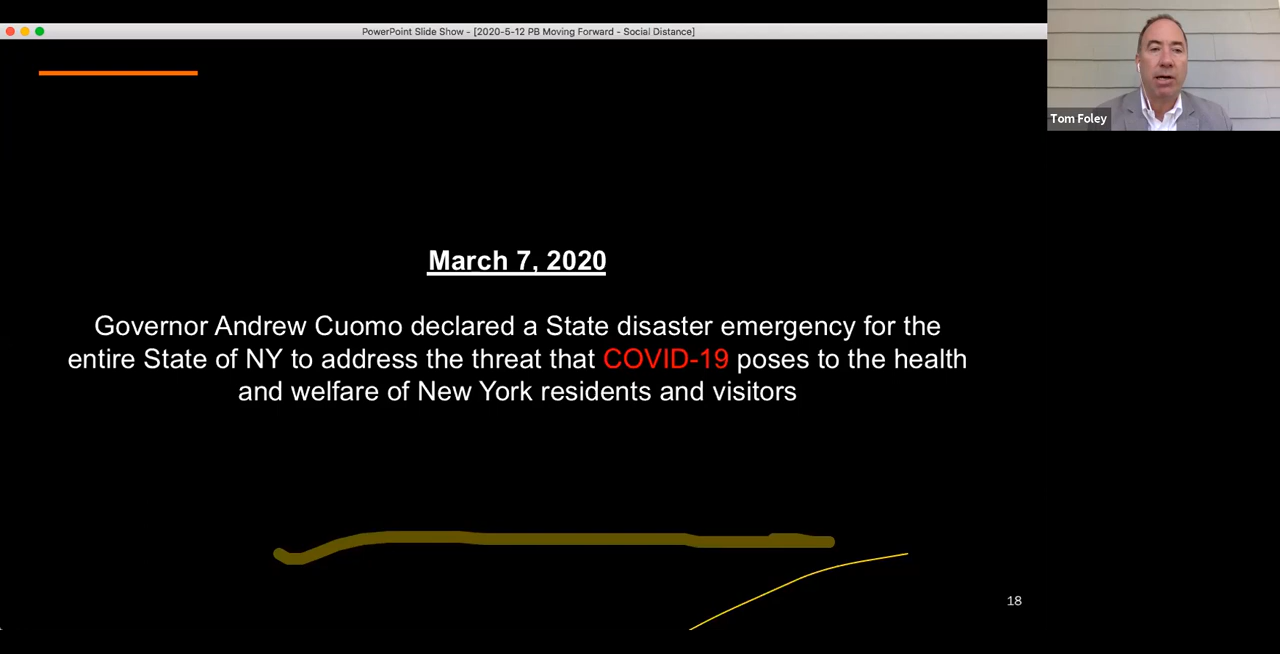 PowerPoint Slide Show - [2020-5-12 PB Moving Forward - Social Distance]
Tom Foley
March 7, 2020
Governor Andrew Cuomo declared a State disaster emergency for the
entire State of NY to address the threat that COVID-19 poses to the health
and welfare of New York residents and visitors
18